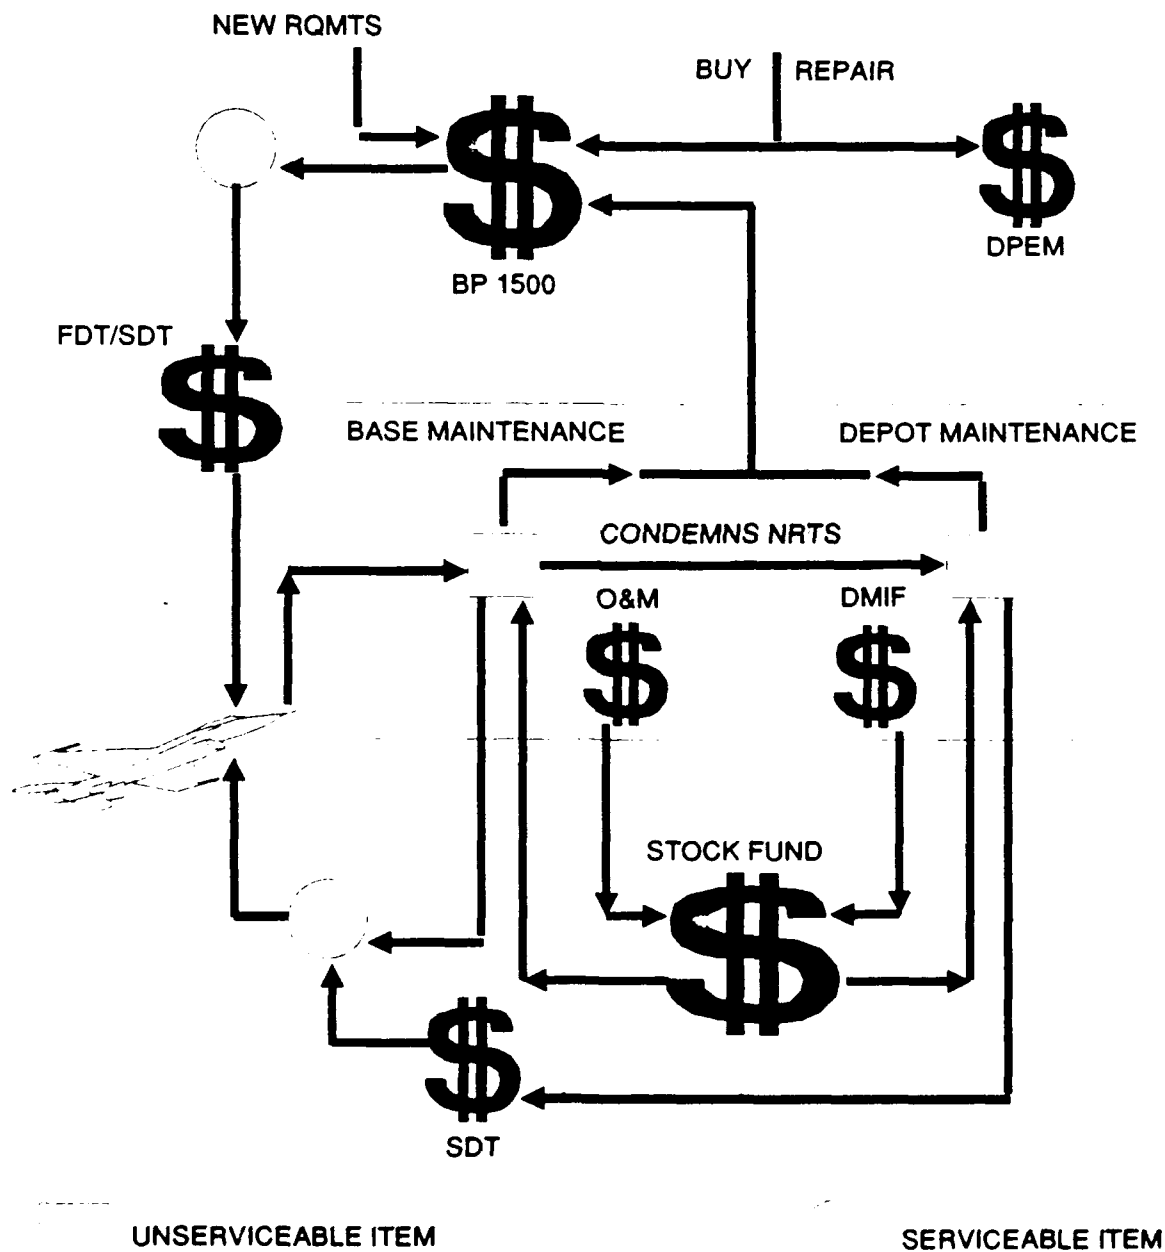 NEW RQMTS
BUY
REPAIR
DPEM
BP 1500
FDT/SDT
BASE MAINTENANCE
DEPOT MAINTENANCE
CONDEMNS NRTS
O&M
DMIF
STOCK FUND
SDT
UNSERVICEABLE ITEM
SERVICEABLE ITEM